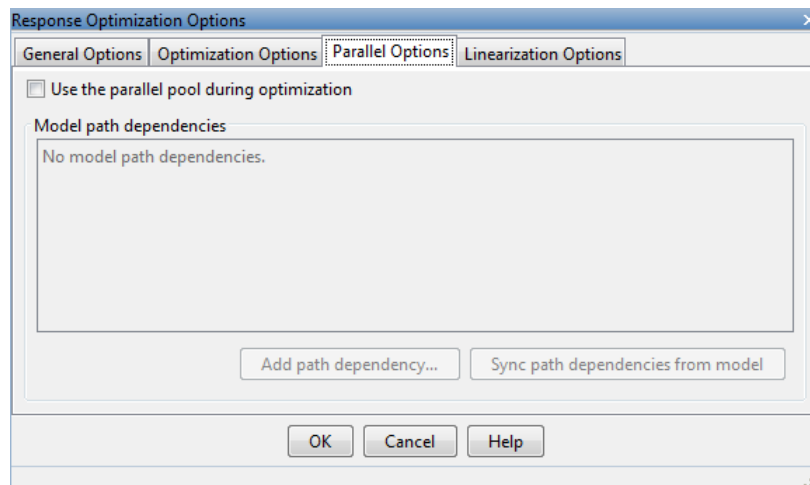 Response Optimization Options
General Options Optimization Options Parallel Options Linearization Options
Use the parallel pool during optimization
Model path dependencies
No model path dependencies.
Add path dependency... Sync path dependencies from model
OK Cancel Help